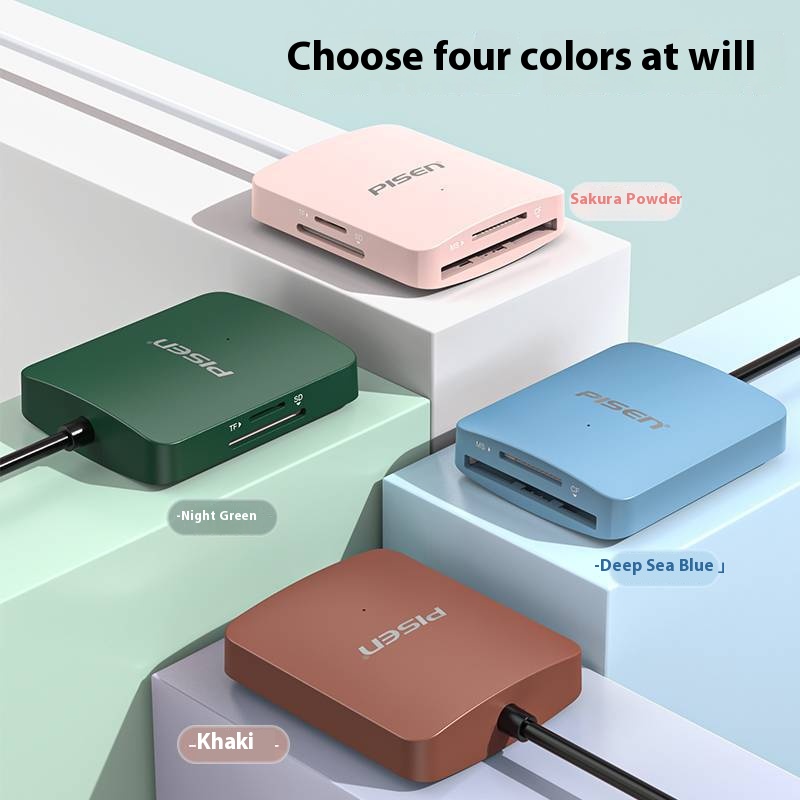 Choose four colors at will
PISEN
TF
SD
MS
CF
Sakura Powder
PISEN
TF
SD
-Night Green
PISEN
MS
CF
-Deep Sea Blue 」
PISEN
-Khaki -